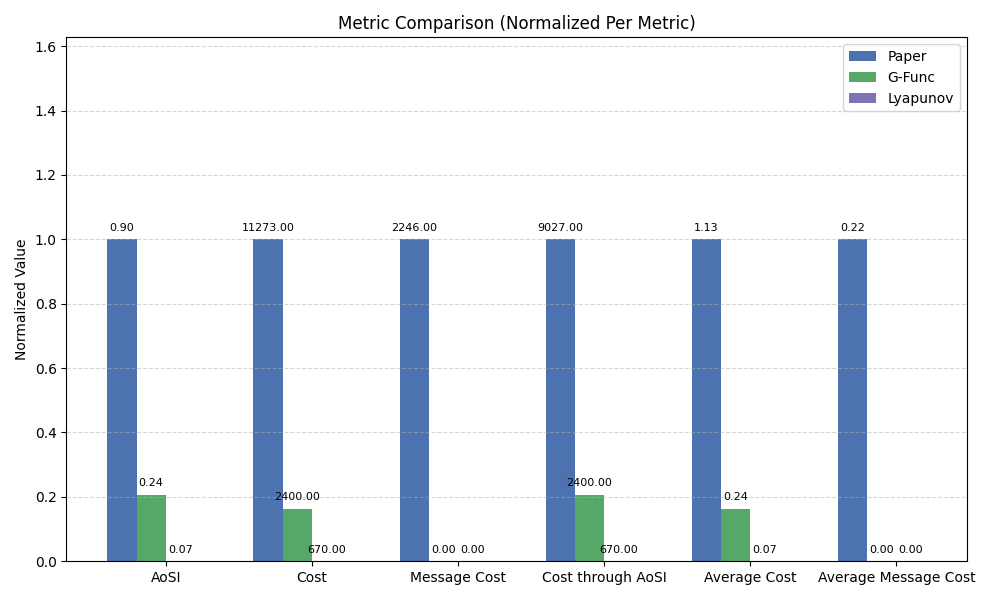 Metric Comparison (Normalized Per Metric)
Normalized Value
1.6
1.4
1.2
1.0
0.8
0.6
0.4
0.2
0.0
Paper
G-Func
Lyapunov
0.90
11273.00
2246.00
9027.00
1.13
0.22
0.24
2400.00
2400.00
0.24
0.07
670.00
0.00
0.00
670.00
0.07
0.00
0.00
AoSI
Cost
Message Cost
Cost through AoSI
Average Cost
Average Message Cost